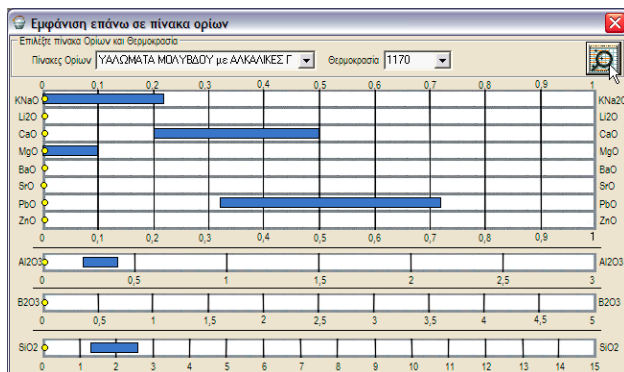 Εμφάνιση επάνω σε πίνακα ορίων
Επιλέξτε πίνακα Ορίων και Θερμοκρασία
Πίνακες Ορίων ΥΑΛΩΜΑΤΑ ΜΟΛΥΒΔΟΥ με ΑΛΚΑΛΙΚΕΣ Γ Θερμοκρασία 1170
0 0,1 0,2 0,3 0,4 0,5 0,6 0,7 0,8 0,9 1
KNaO KNa2O
Li2O Li2O
CaO CaO
MgO MgO
BaO BaO
SrO SrO
PbO PbO
ZnO ZnO
0 0,1 0,2 0,3 0,4 0,5 0,6 0,7 0,8 0,9 1
Al2O3 Al2O3
0 0,5 1 1,5 2 2,5 3
B2O3 B2O3
0 0,5 1 1,5 2 2,5 3 3,5 4 4,5 5
SiO2 SiO2
0 1 2 3 4 5 6 7 8 9 10 11 12 13 14 15